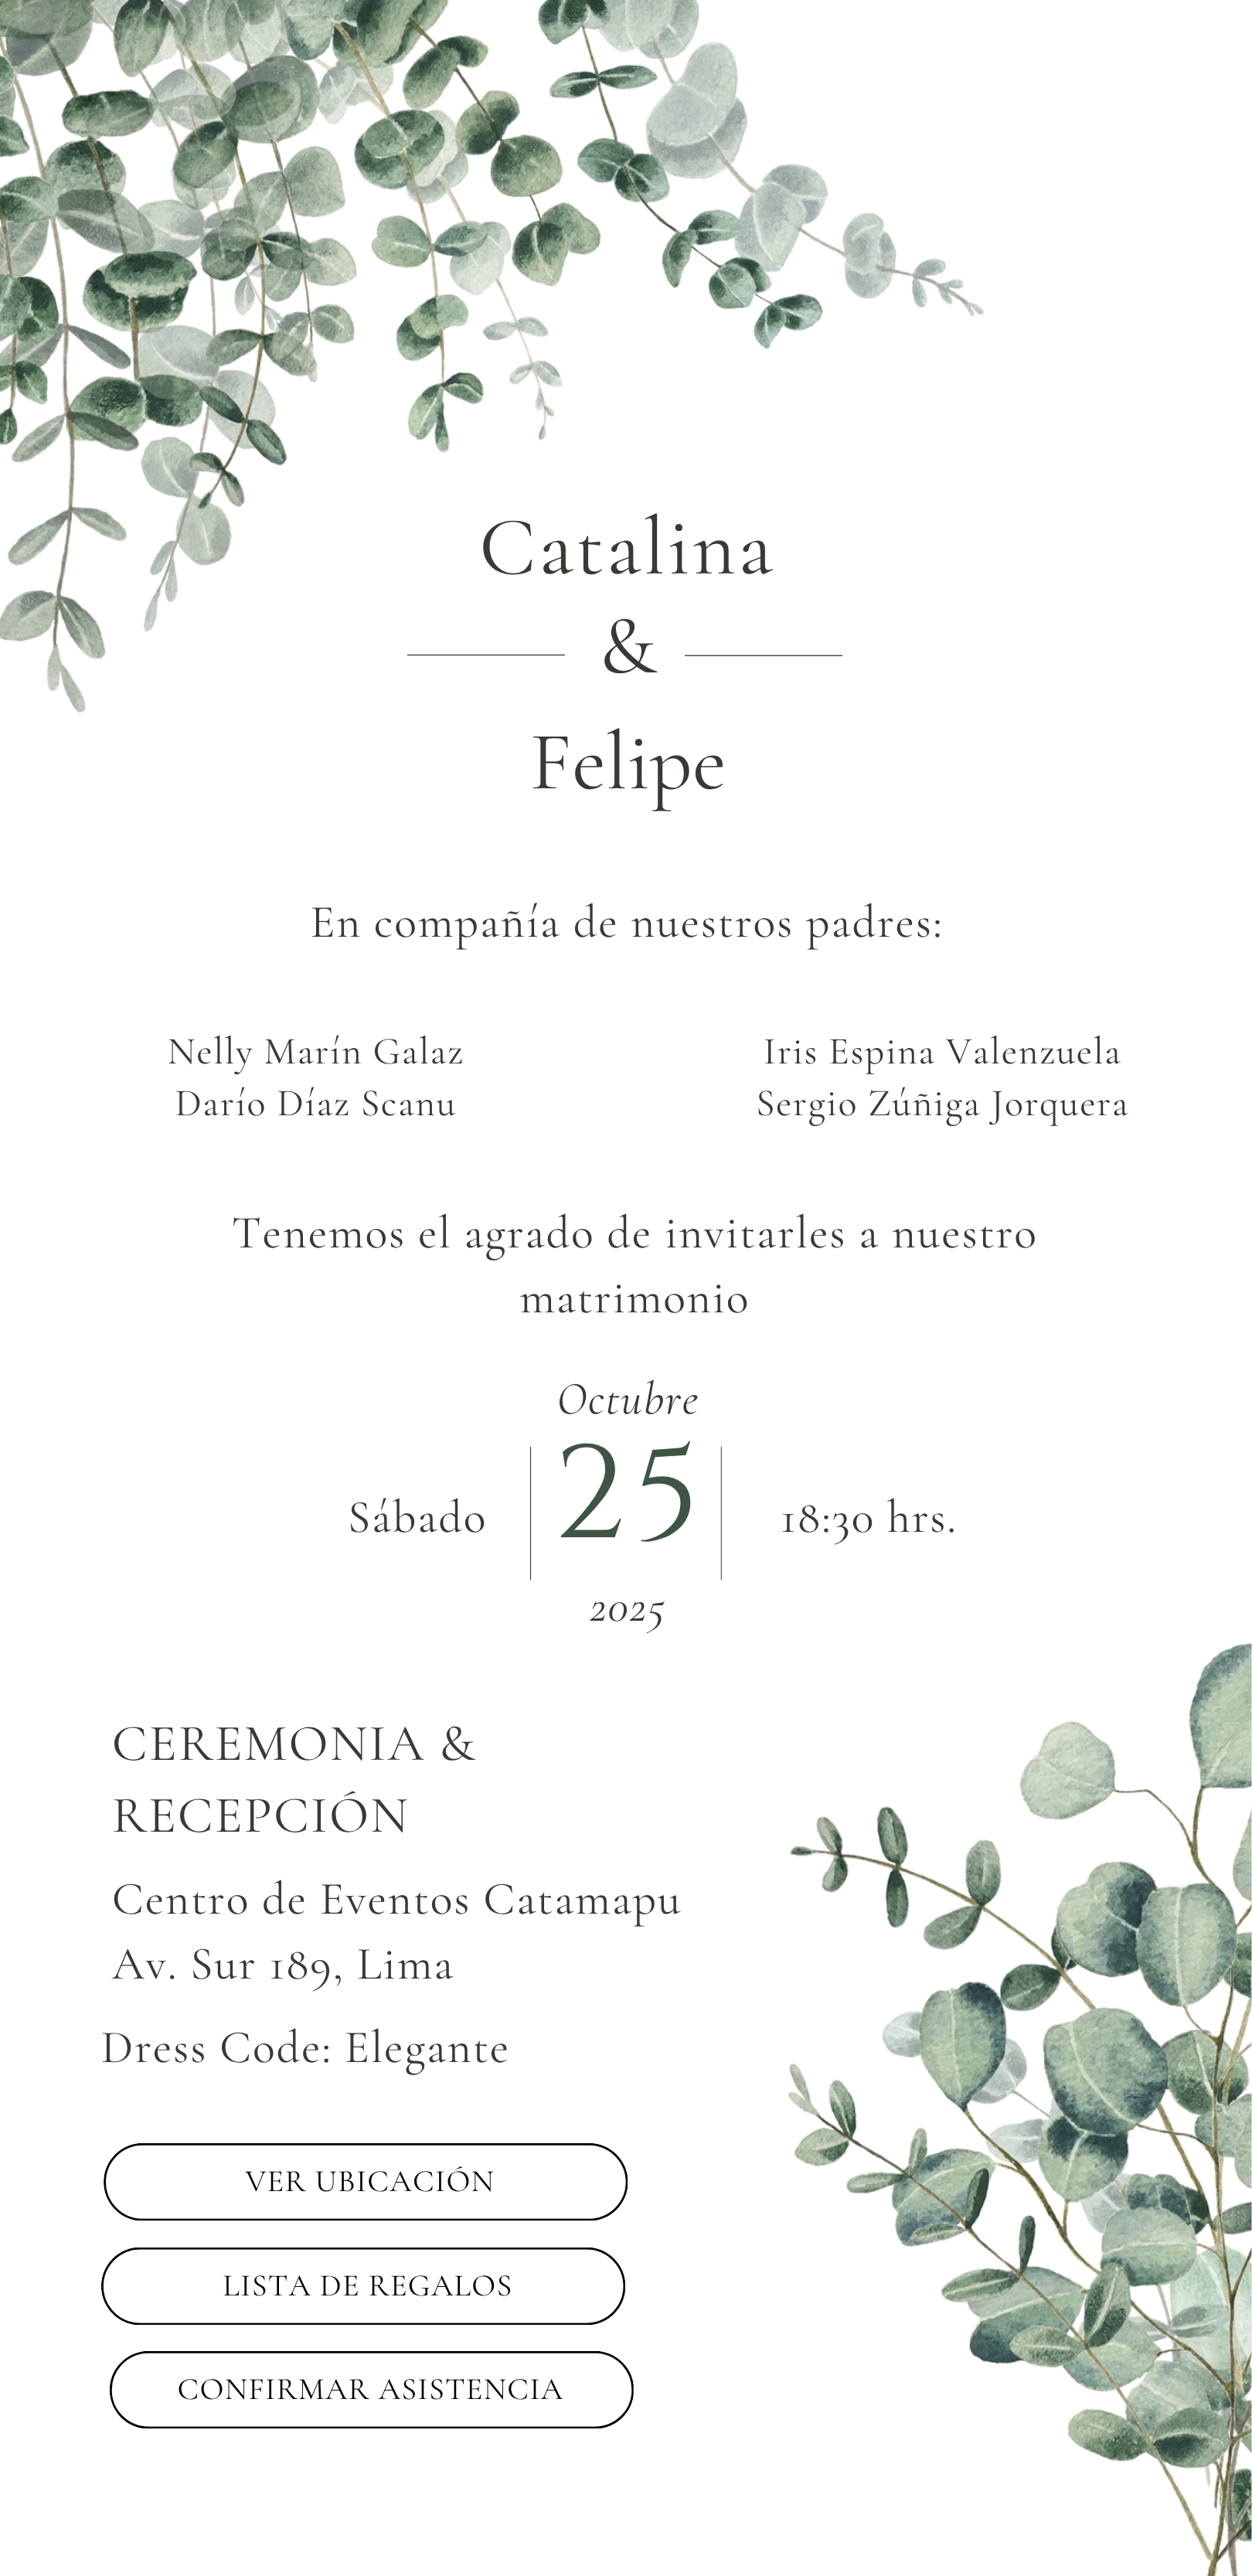 Catalina
&
Felipe
En compañía de nuestros padres:
Nelly Marín Galaz
Darío Díaz Scanu
Iris Espina Valenzuela
Sergio Zúñiga Jorquera
Tenemos el agrado de invitarles a nuestro
matrimonio
Octubre
Sábado
25
18:30 hrs.
2025
CEREMONIA &
RECEPCIÓN
Centro de Eventos Catamapu
Av. Sur 189, Lima
Dress Code: Elegante
VER UBICACIÓN
LISTA DE REGALOS
CONFIRMAR ASISTENCIA